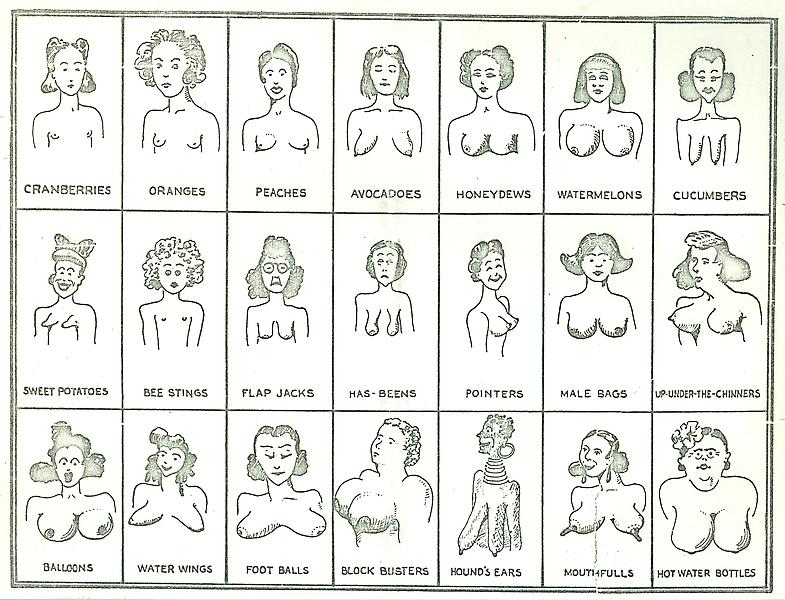 CRANBERRIES
ORANGES
PEACHES
AVOCADOES
HONEYDEWS
WATERMELONS
CUCUMBERS
SWEET POTATOES
BEE STINGS
FLAP JACKS
HAS-BEENS
POINTERS
MALE BAGS
UP-UNDER-THE-CHINNERS
BALLOONS
WATER WINGS
FOOT BALLS
BLOCK BUSTERS
HOUND'S EARS
MOUTHFULLS
HOT WATER BOTTLES